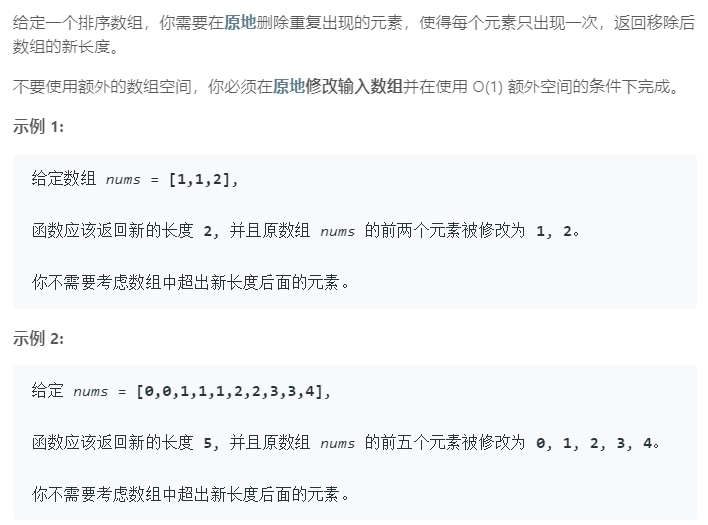 给定一个排序数组，你需要在原地删除重复出现的元素，使得每个元素只出现一次，返回移除后
数组的新长度。
不要使用额外的数组空间，你必须在原地修改输入数组并在使用 O(1) 额外空间的条件下完成。
示例 1:
给定数组 nums = [1,1,2],
函数应该返回新的长度 2, 并且原数组 nums 的前两个元素被修改为 1, 2。
你不需要考虑数组中超出新长度后面的元素。
示例 2:
给定 nums = [0,0,1,1,1,2,2,3,3,4],
函数应该返回新的长度 5, 并且原数组 nums 的前五个元素被修改为 0, 1, 2, 3, 4。
你不需要考虑数组中超出新长度后面的元素。